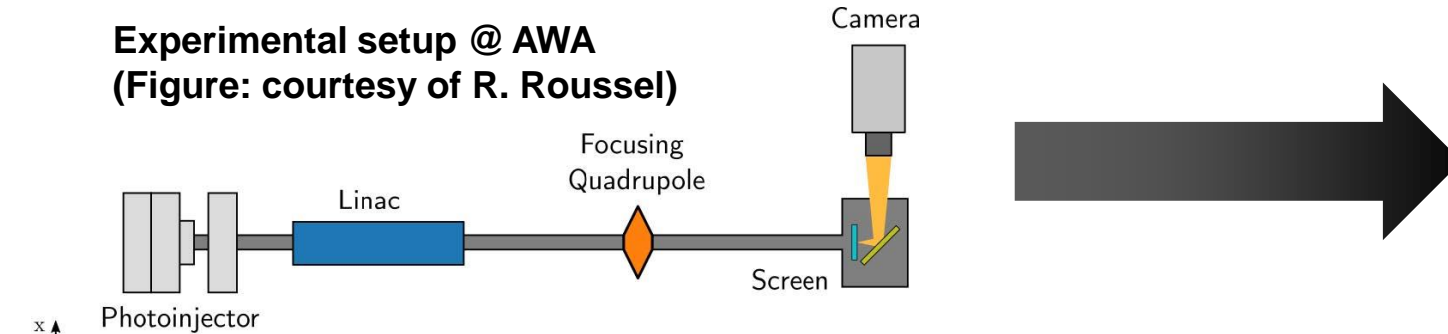 Experimental setup @ AWA
(Figure: courtesy of R. Roussel)
Camera
Focusing
Quadrupole
Linac
Screen
Photoinjector
x